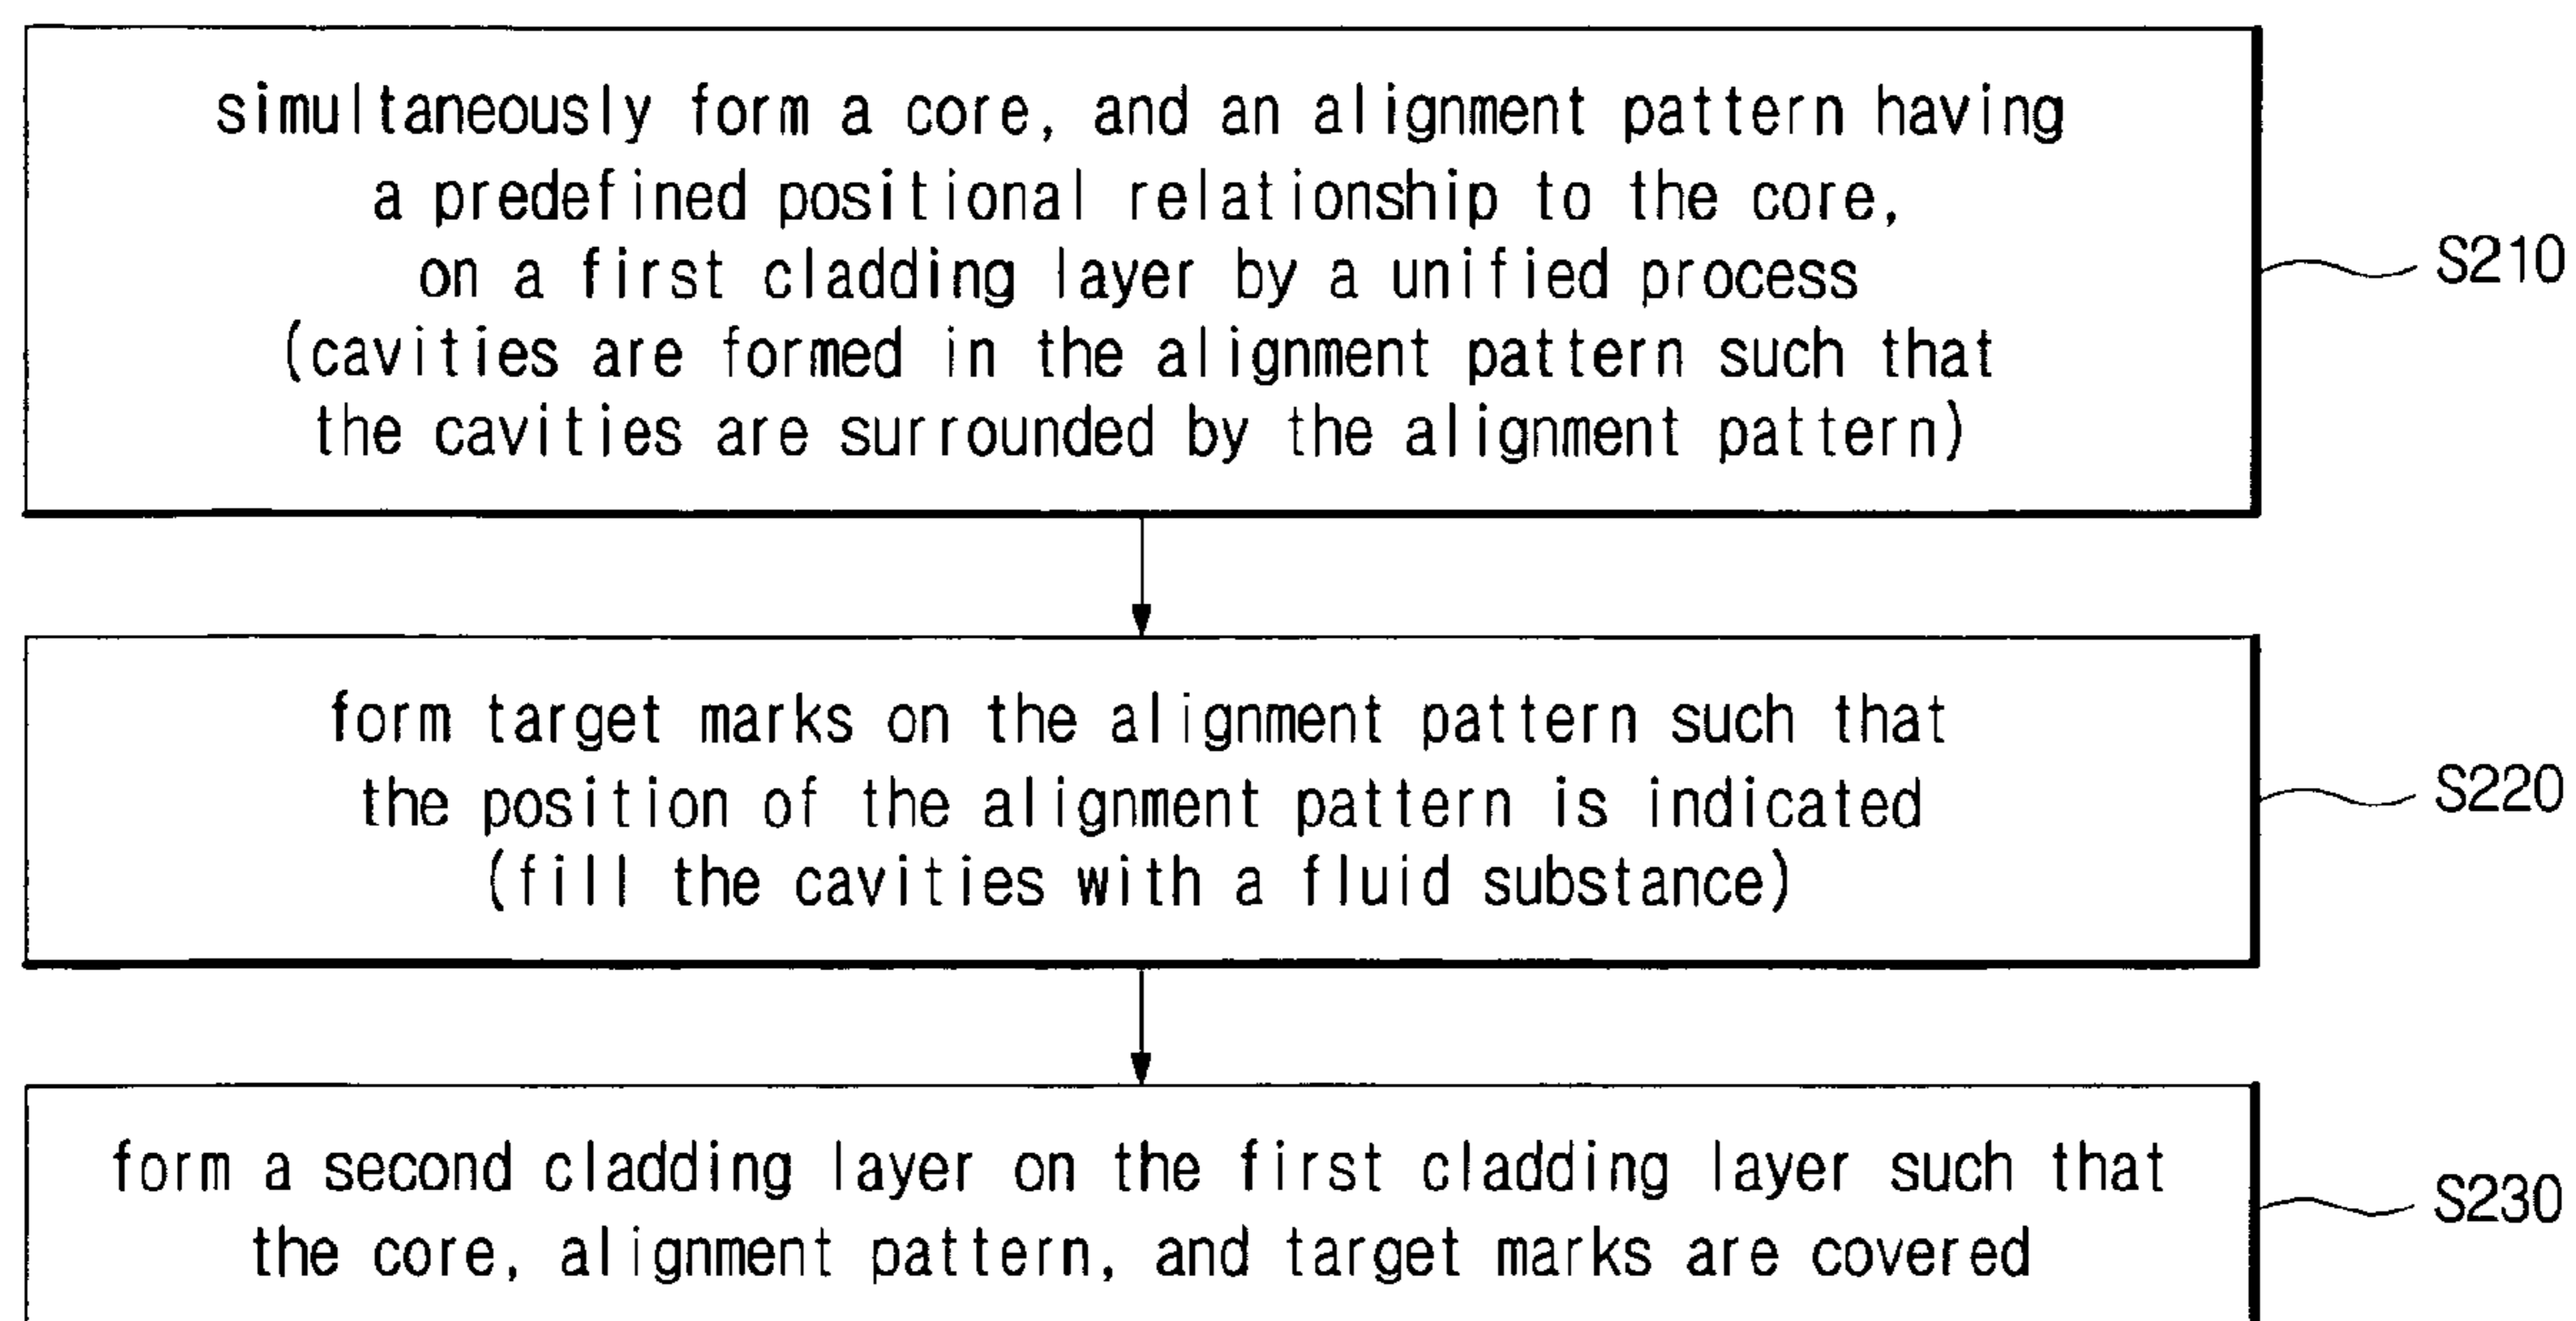 simultaneously form a core, and an alignment pattern having
a predefined positional relationship to the core,
on a first cladding layer by a unified process
(cavities are formed in the alignment pattern such that
the cavities are surrounded by the alignment pattern)
S210
form target marks on the alignment pattern such that
the position of the alignment pattern is indicated
(fill the cavities with a fluid substance)
S220
form a second cladding layer on the first cladding layer such that
the core, alignment pattern, and target marks are covered
S230